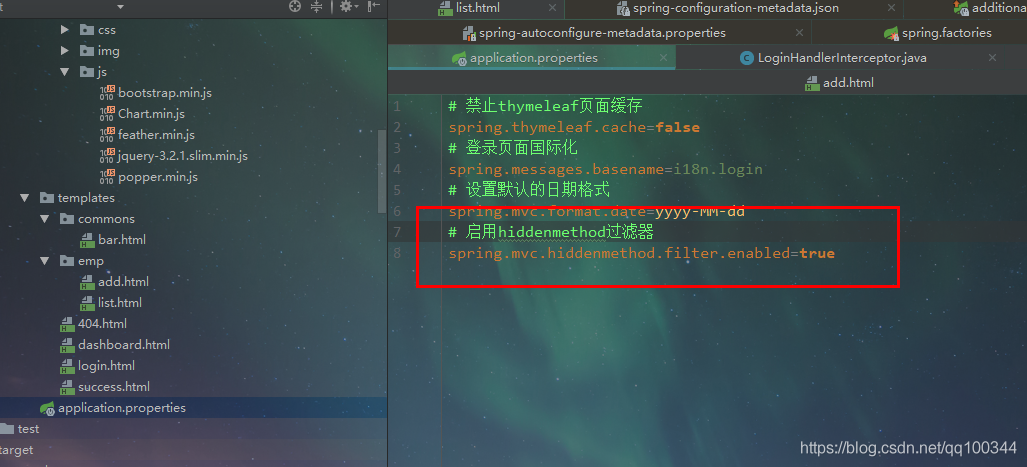 t
css
img
js
bootstrap.min.js
Chart.min.js
feather.min.js
jquery-3.2.1.slim.min.js
popper.min.js
templates
commons
bar.html
emp
add.html
list.html
404.html
dashboard.html
login.html
success.html
application.properties
test
target
list.html
spring-configuration-metadata.json
additiona
spring-autoconfigure-metadata.properties
spring.factories
application.properties
LoginHandlerInterceptor.java
add.html
1 # 禁止thymeleaf页面缓存
2 spring.thymeleaf.cache=false
3 # 登录页面国际化
4 spring.messages.basename=i18n.login
5 # 设置默认的日期格式
6 spring.mvc.format.date=yyyy-MM-dd
7 # 启用hiddenmethod过滤器
8 spring.mvc.hiddenmethod.filter.enabled=true
https://blog.csdn.net/qq100344